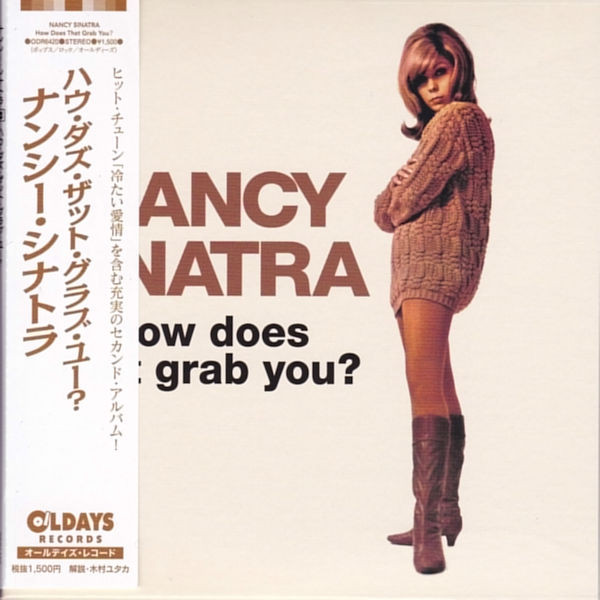 NANCY SINATRA
How Does That Grab You?
●ODR6420●STEREO●¥1,500●
(ポップス/ロック/オールディーズ)
ヒット・チューン「冷たい愛情」を含む充実のセカンド・アルバム!
ハウ・ダズ・ザット・グラブ・ユー?
ナンシー・シナトラ
OLDAYS
RECORDS
オールデイズ・レコード
税抜1,500円 解説・木村ユタカ
ANCY
NATRA
ow does
t grab you?